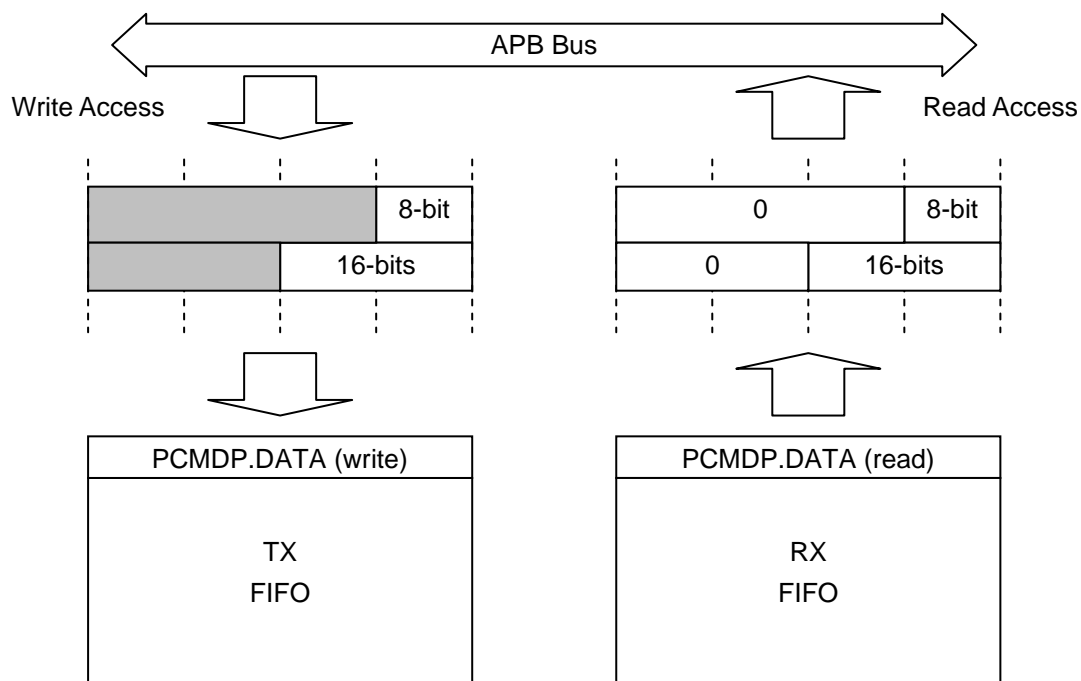 APB Bus
Write Access
Read Access
8-bit
0
8-bit
16-bits
0
16-bits
PCMDP.DATA (write)
PCMDP.DATA (read)
TX
FIFO
RX
FIFO